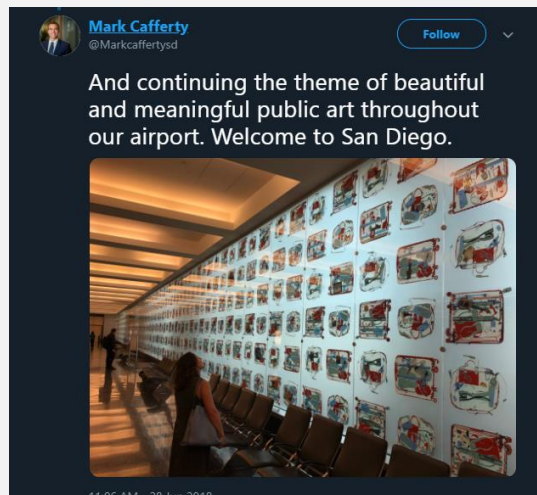 Mark Cafferty
@Markcaffertysd
Follow
And continuing the theme of beautiful
and meaningful public art throughout
our airport. Welcome to San Diego.